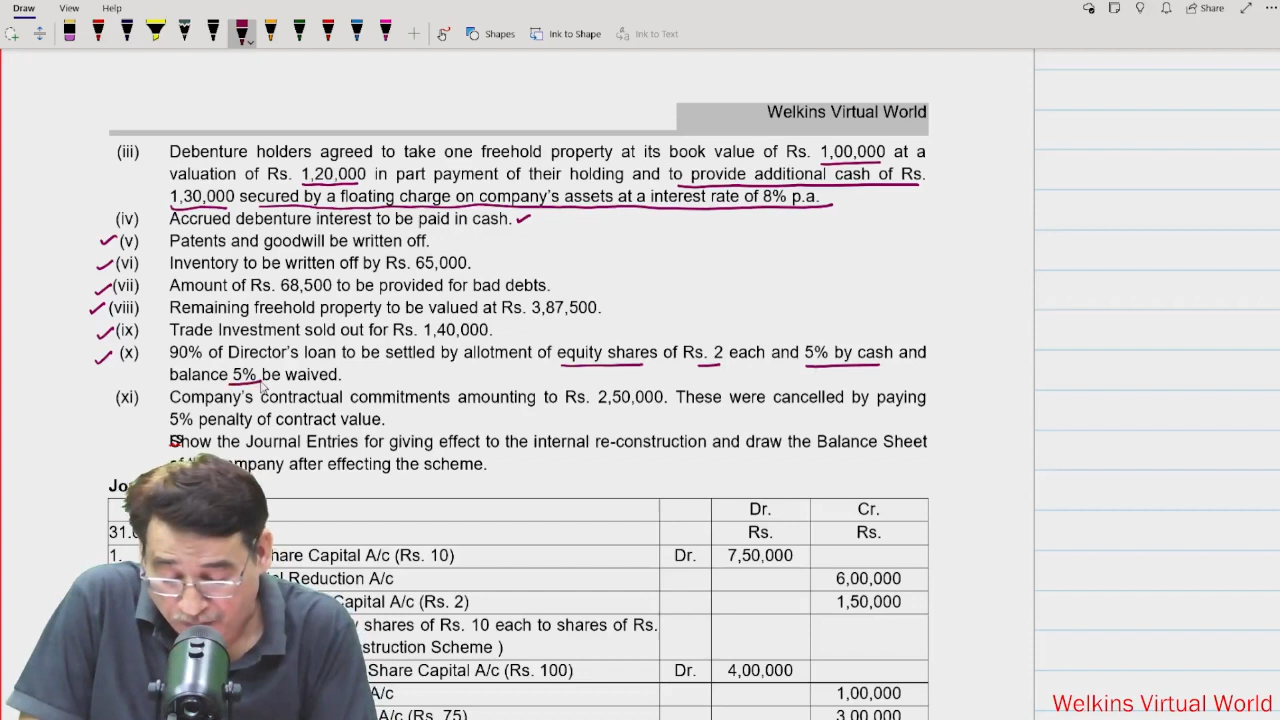 Draw View Help
Share
Shapes Ink to Shape Ink to Text
Welkins Virtual World
(iii) Debenture holders agreed to take one freehold property at its book value of Rs. 1,00,000 at a
valuation of Rs. 1,20,000 in part payment of their holding and to provide additional cash of Rs.
1,30,000 secured by a floating charge on company's assets at a interest rate of 8% p.a.
(iv) Accrued debenture interest to be paid in cash.
(v) Patents and goodwill be written off.
(vi) Inventory to be written off by Rs. 65,000.
(vii) Amount of Rs. 68,500 to be provided for bad debts.
(viii) Remaining freehold property to be valued at Rs. 3,87,500.
(ix) Trade Investment sold out for Rs. 1,40,000.
(x) 90% of Director's loan to be settled by allotment of equity shares of Rs. 2 each and 5% by cash and
balance 5% be waived.
(xi) Company's contractual commitments amounting to Rs. 2,50,000. These were cancelled by paying
5% penalty of contract value.
Show the Journal Entries for giving effect to the internal re-construction and draw the Balance Sheet
company after effecting the scheme.
Dr. Cr.
Rs. Rs.
1. hare Capital A/c (Rs. 10) Dr. 7,50,000
Reduction A/c 6,00,000
Capital A/c (Rs. 2) 1,50,000
shares of Rs. 10 each to shares of Rs.
struction Scheme )
Share Capital A/c (Rs. 100) Dr. 4,00,000
A/c 1,00,000
A/c (Rs. 75) 3,00,000
Welkins Virtual World